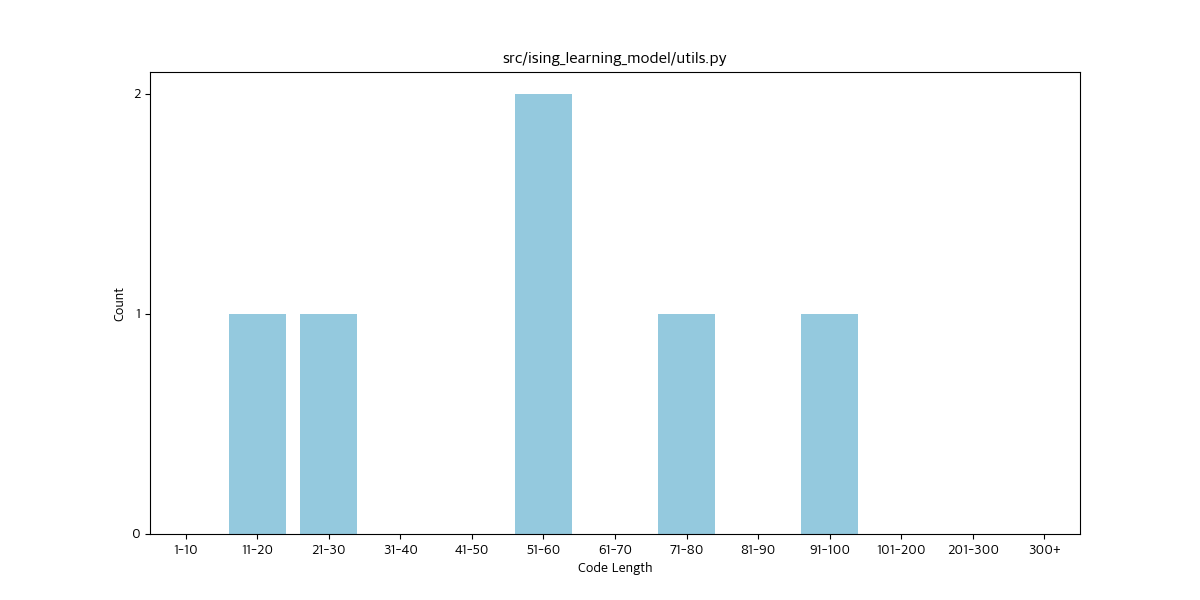 src/ising_learning_model/utils.py
Count
2
1
0
1-10 11-20 21-30 31-40 41-50 51-60 61-70 71-80 81-90 91-100 101-200 201-300 300+
Code Length